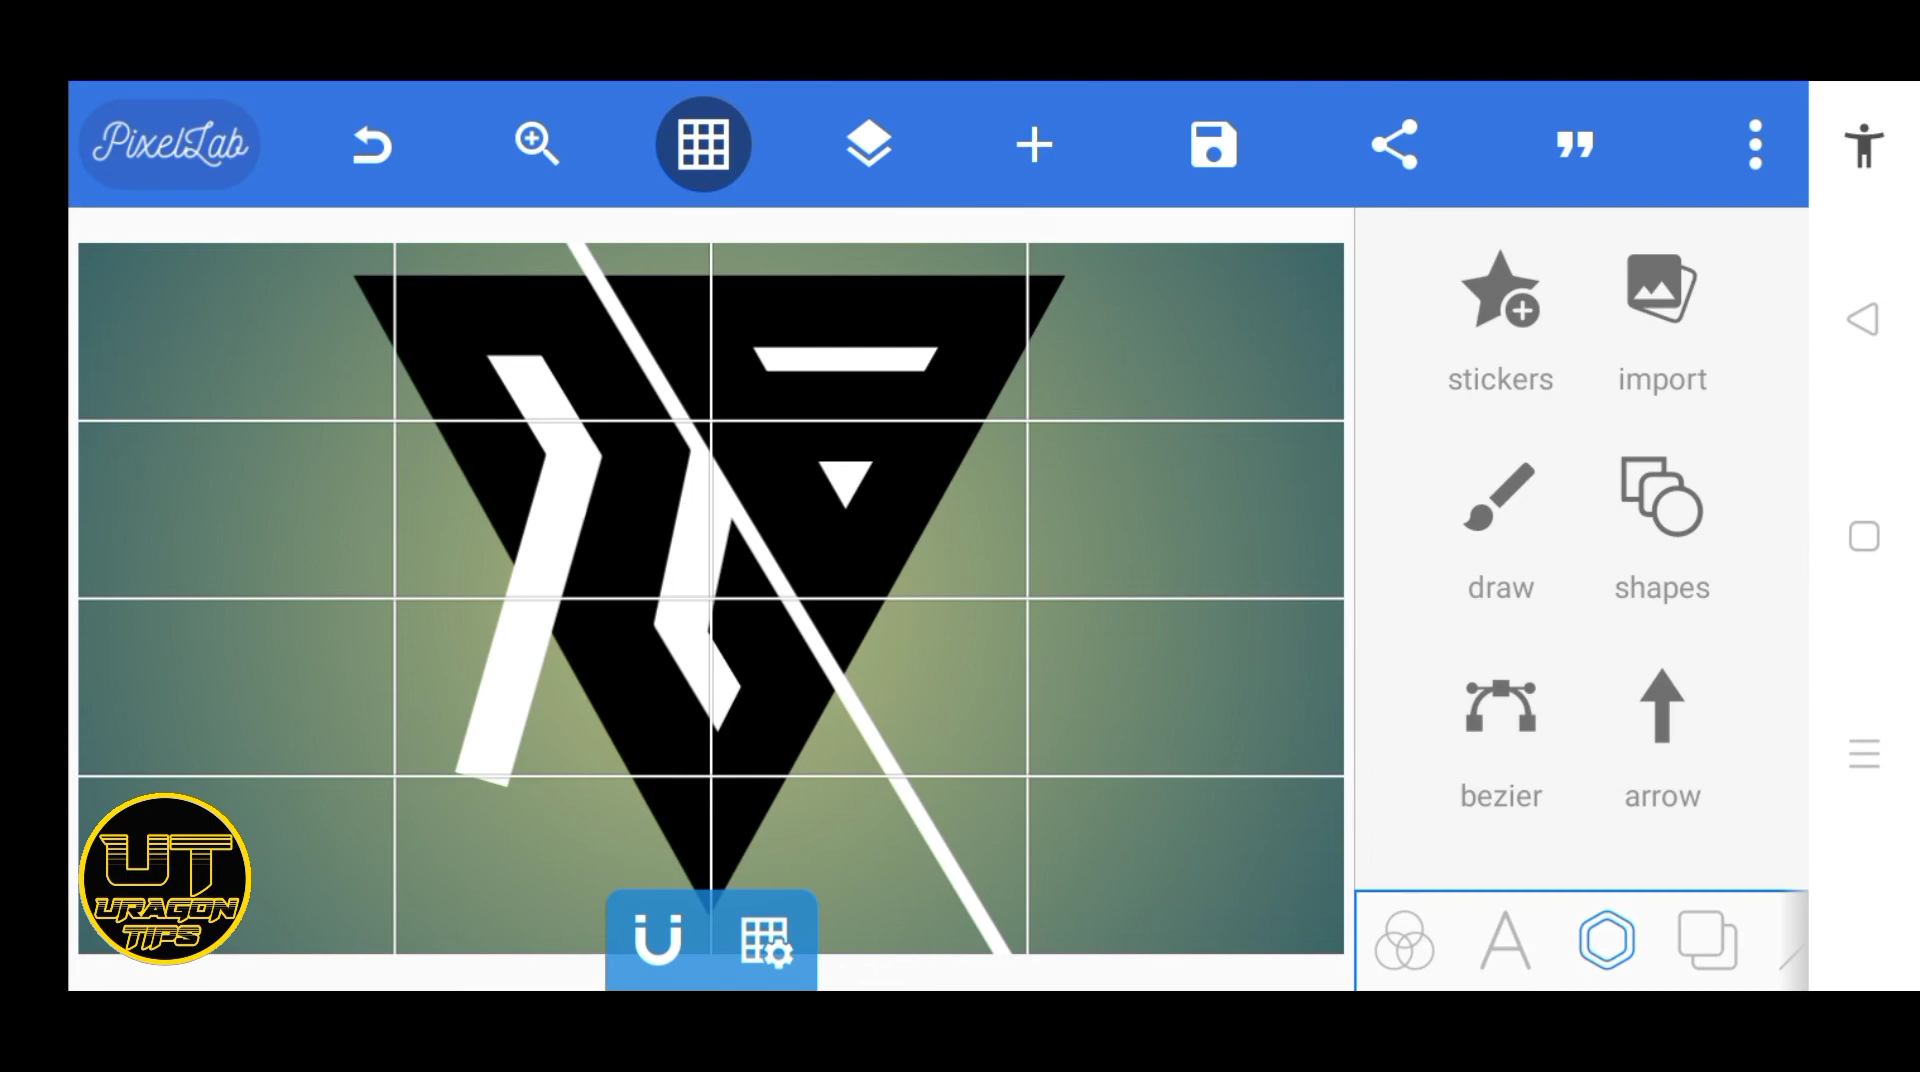 PixelLab
stickers
import
draw
shapes
bezier
arrow
UT
URAGON
TIPS